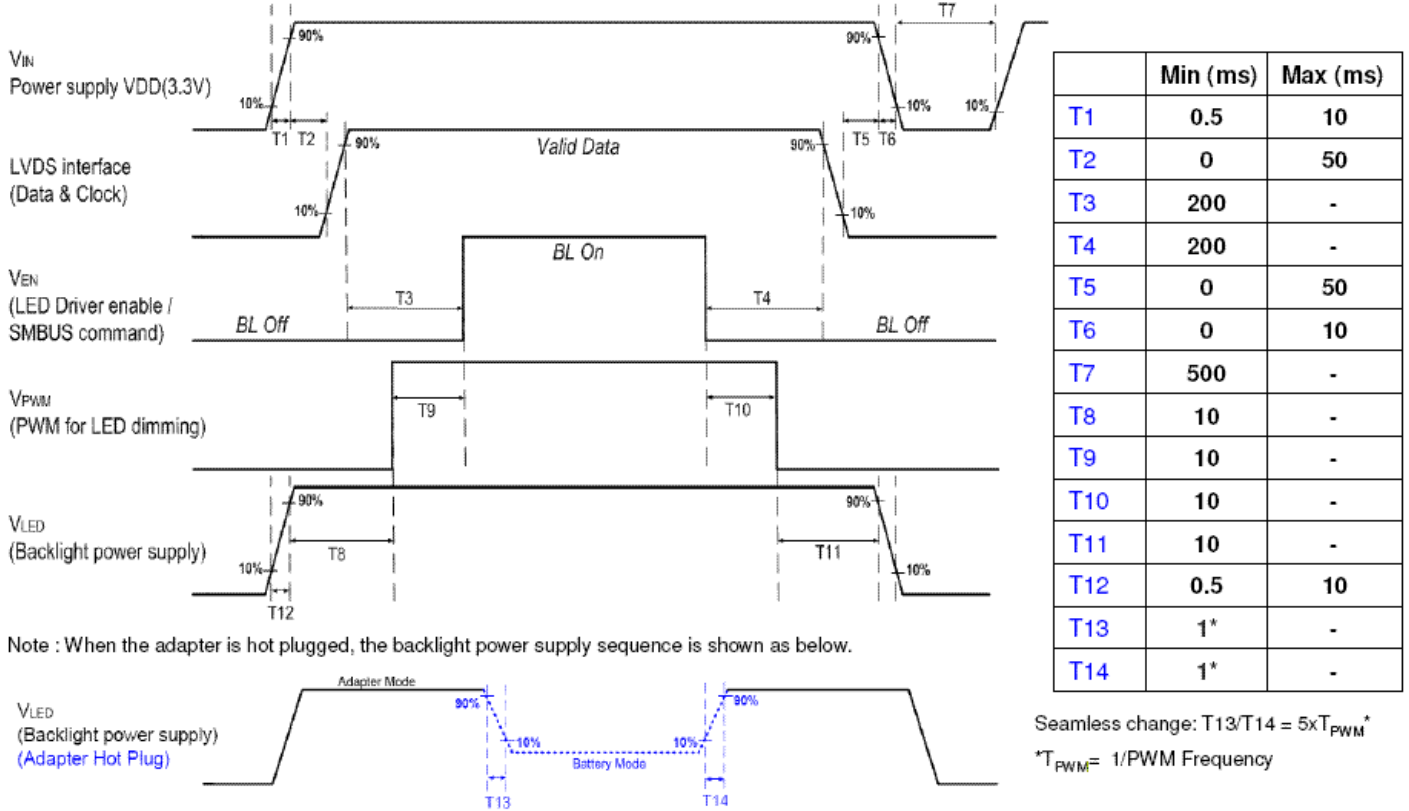 T7
90%
90%
VIN
Power supply VDD(3.3V)
10%
10%
10%
T1 T2
T5 T6
90%
Valid Data
90%
LVDS interface
(Data & Clock)
10%
10%
BL On
VEN
(LED Driver enable /
SMBUS command)
T3
T4
BL Off
BL Off
T9
T10
VPWM
(PWM for LED dimming)
90%
90%
VLED
(Backlight power supply)
T8
T11
10%
10%
T12
Min (ms) Max (ms)
T1 0.5 10
T2 0 50
T3 200 -
T4 200 -
T5 0 50
T6 0 10
T7 500 -
T8 10 -
T9 10 -
T10 10 -
T11 10 -
T12 0.5 10
T13 1* -
T14 1* -
Note : When the adapter is hot plugged, the backlight power supply sequence is shown as below.
Adapter Mode
90%
90%
VLED
(Backlight power supply)
(Adapter Hot Plug)
10%
10%
Battery Mode
T13
T14
Seamless change: T13/T14 = 5xTPWM*
*TPWM= 1/PWM Frequency